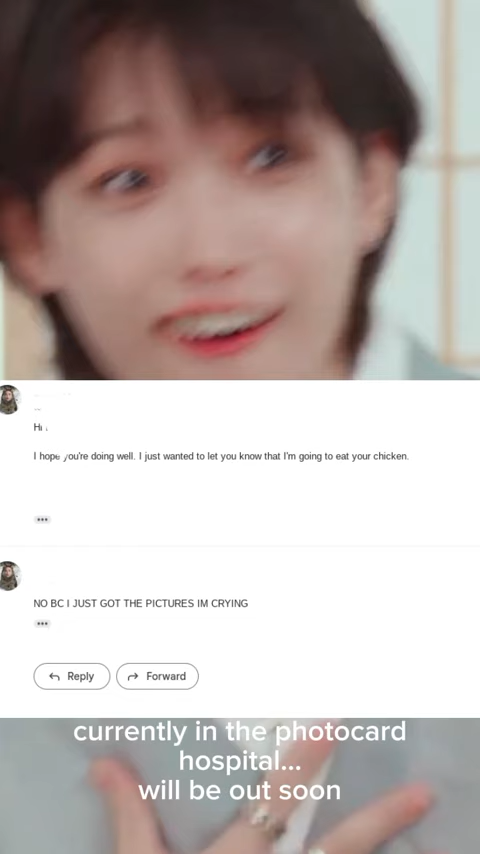 Hi
I hope you're doing well. I just wanted to let you know that I'm going to eat your chicken.
NO BC I JUST GOT THE PICTURES IM CRYING
Reply Forward
currently in the photocard
hospital...
will be out soon